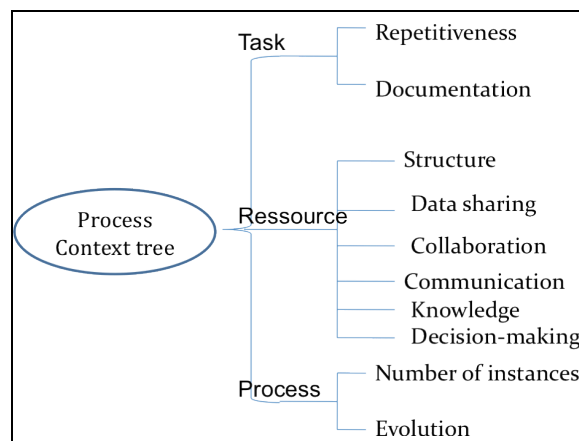 Task
Repetitiveness
Documentation
Process
Context tree
Ressource
Structure
Data sharing
Collaboration
Communication
Knowledge
Decision-making
Process
Number of instances
Evolution